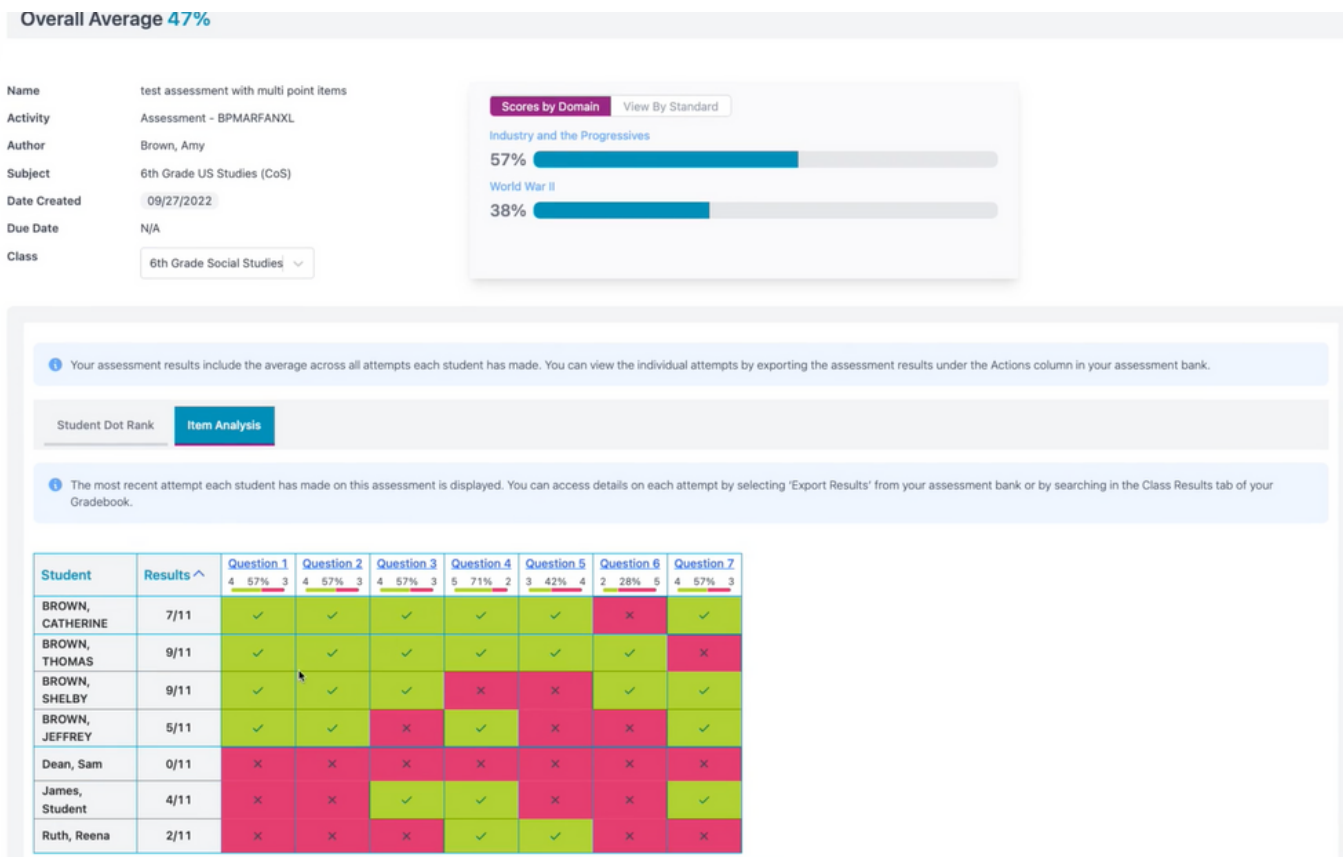 Overall Average 47%
Name test assessment with multi point items
Activity Assessment - BPMARFANXL
Author Brown, Amy
Subject 6th Grade US Studies (CoS)
Date Created 09/27/2022
Due Date N/A
Class 6th Grade Social Studies
Scores by Domain View By Standard
Industry and the Progressives
57%
World War II
38%
Your assessment results include the average across all attempts each student has made. You can view the individual attempts by exporting the assessment results under the Actions column in your assessment bank.
Student Dot Rank Item Analysis
The most recent attempt each student has made on this assessment is displayed. You can access details on each attempt by selecting ‘Export Results’ from your assessment bank or by searching in the Class Results tab of your
Gradebook.
Student Results Question 1 Question 2 Question 3 Question 4 Question 5 Question 6 Question 7
4 57% 3 4 57% 3 4 57% 3 5 71% 2 3 42% 4 2 28% 5 4 57% 3
BROWN,
CATHERINE 7/11
BROWN,
THOMAS 9/11
BROWN,
SHELBY 9/11
BROWN,
JEFFREY 5/11
Dean, Sam 0/11
James,
Student 4/11
Ruth, Reena 2/11